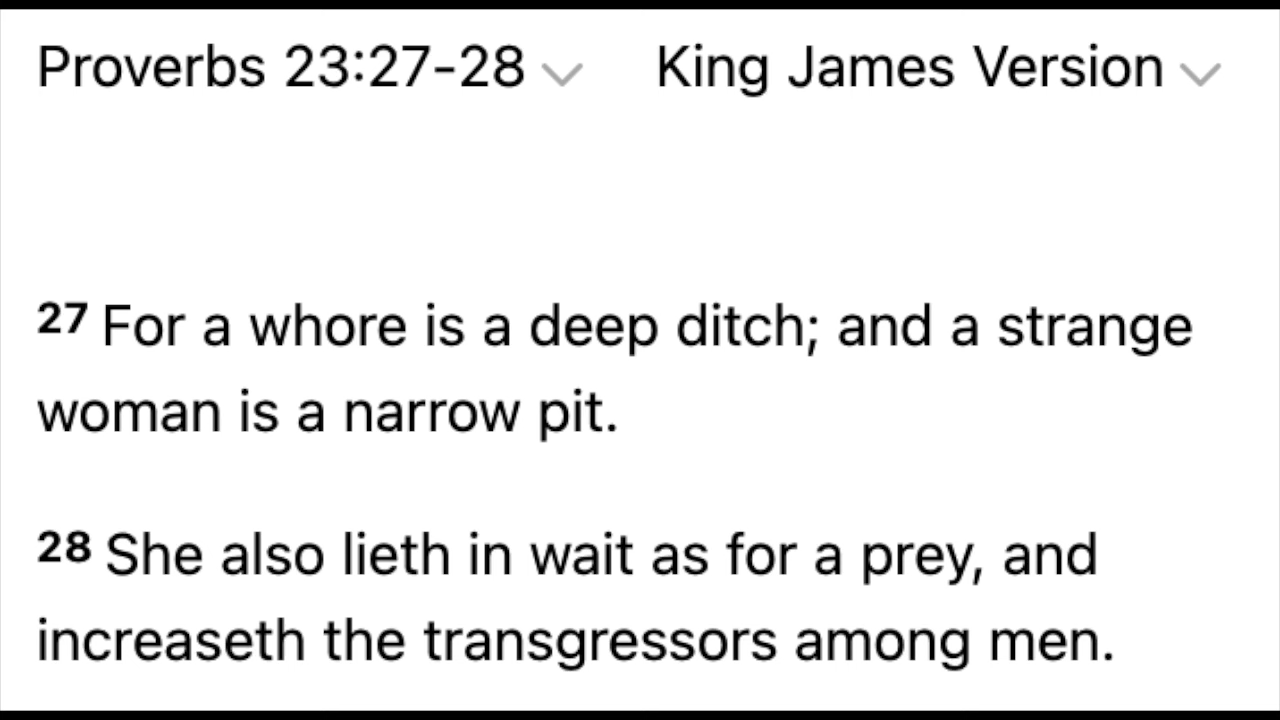 Proverbs 23:27-28 King James Version
27 For a whore is a deep ditch; and a strange
woman is a narrow pit.
28 She also lieth in wait as for a prey, and
increaseth the transgressors among men.